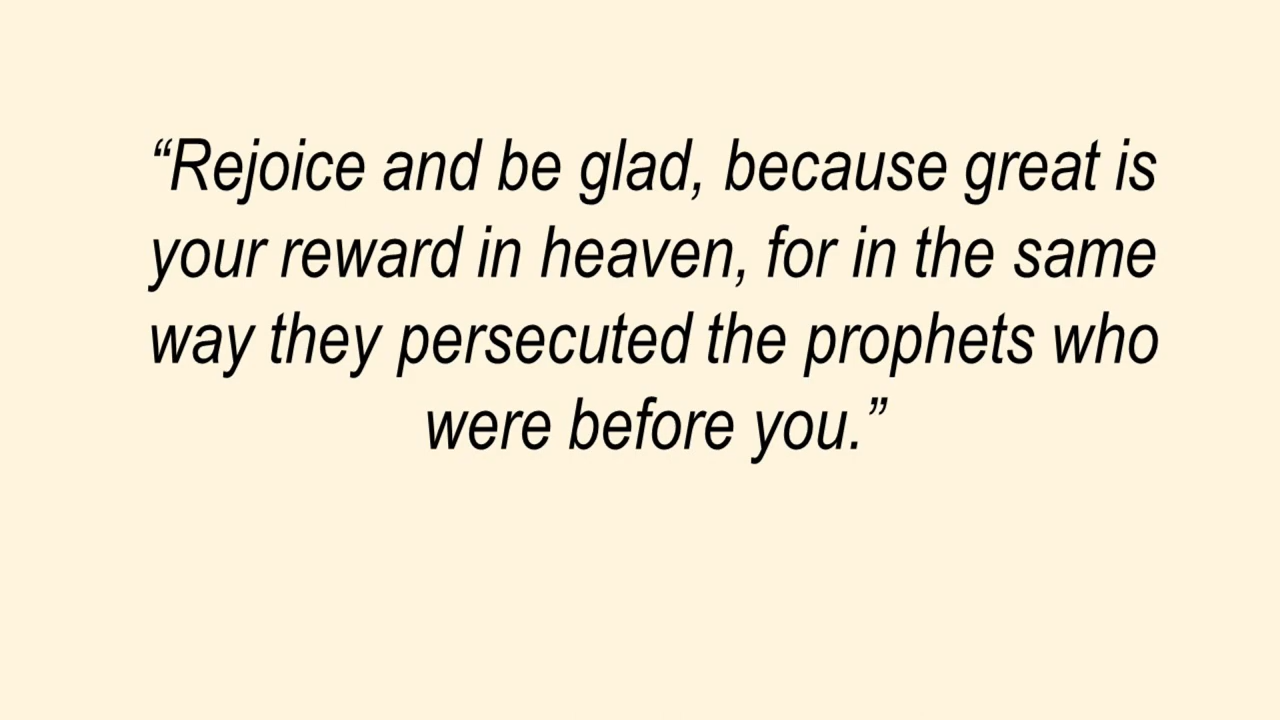 “Rejoice and be glad, because great is
your reward in heaven, for in the same
way they persecuted the prophets who
were before you.”